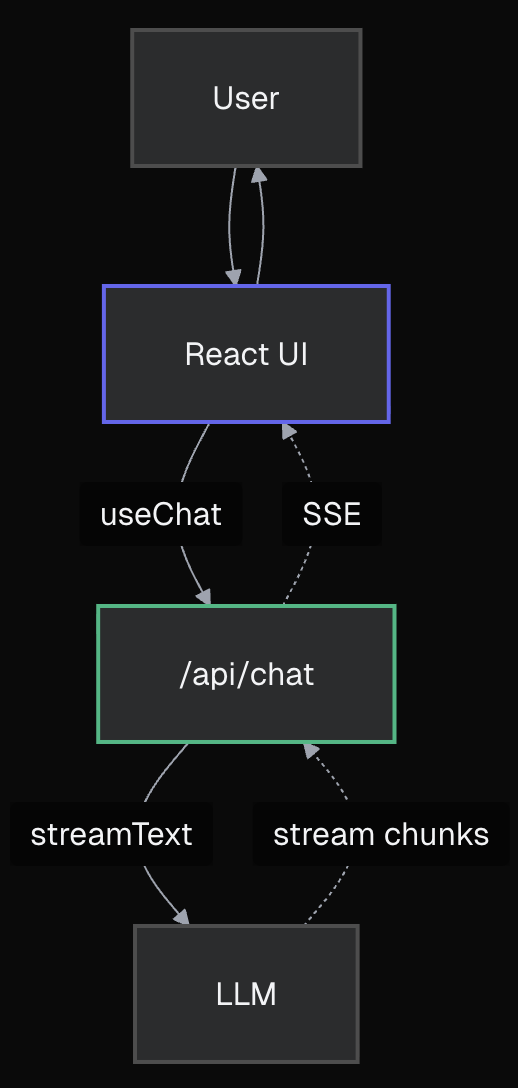 User
React UI
useChat
SSE
/api/chat
streamText
stream chunks
LLM